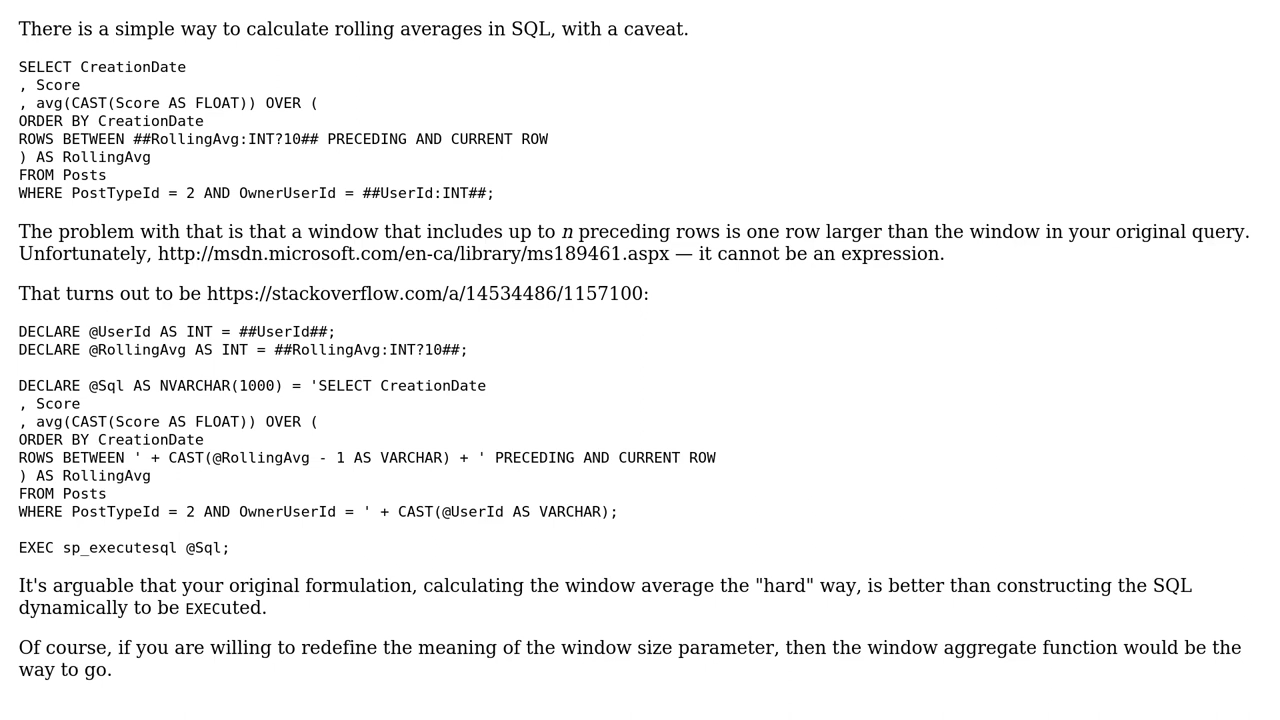 There is a simple way to calculate rolling averages in SQL, with a caveat.
SELECT CreationDate
, Score
, avg(CAST(Score AS FLOAT)) OVER (
ORDER BY CreationDate
ROWS BETWEEN ##RollingAvg:INT?10## PRECEDING AND CURRENT ROW
) AS RollingAvg
FROM Posts
WHERE PostTypeId = 2 AND OwnerUserId = ##UserId:INT##;
The problem with that is that a window that includes up to n preceding rows is one row larger than the window in your original query.
Unfortunately, http://msdn.microsoft.com/en-ca/library/ms189461.aspx — it cannot be an expression.
That turns out to be https://stackoverflow.com/a/14534486/1157100:
DECLARE @UserId AS INT = ##UserId##;
DECLARE @RollingAvg AS INT = ##RollingAvg:INT?10##;
DECLARE @Sql AS NVARCHAR(1000) = 'SELECT CreationDate
, Score
, avg(CAST(Score AS FLOAT)) OVER (
ORDER BY CreationDate
ROWS BETWEEN ' + CAST(@RollingAvg - 1 AS VARCHAR) + ' PRECEDING AND CURRENT ROW
) AS RollingAvg
FROM Posts
WHERE PostTypeId = 2 AND OwnerUserId = ' + CAST(@UserId AS VARCHAR);
EXEC sp_executesql @Sql;
It's arguable that your original formulation, calculating the window average the "hard" way, is better than constructing the SQL
dynamically to be EXECuted.
Of course, if you are willing to redefine the meaning of the window size parameter, then the window aggregate function would be the
way to go.